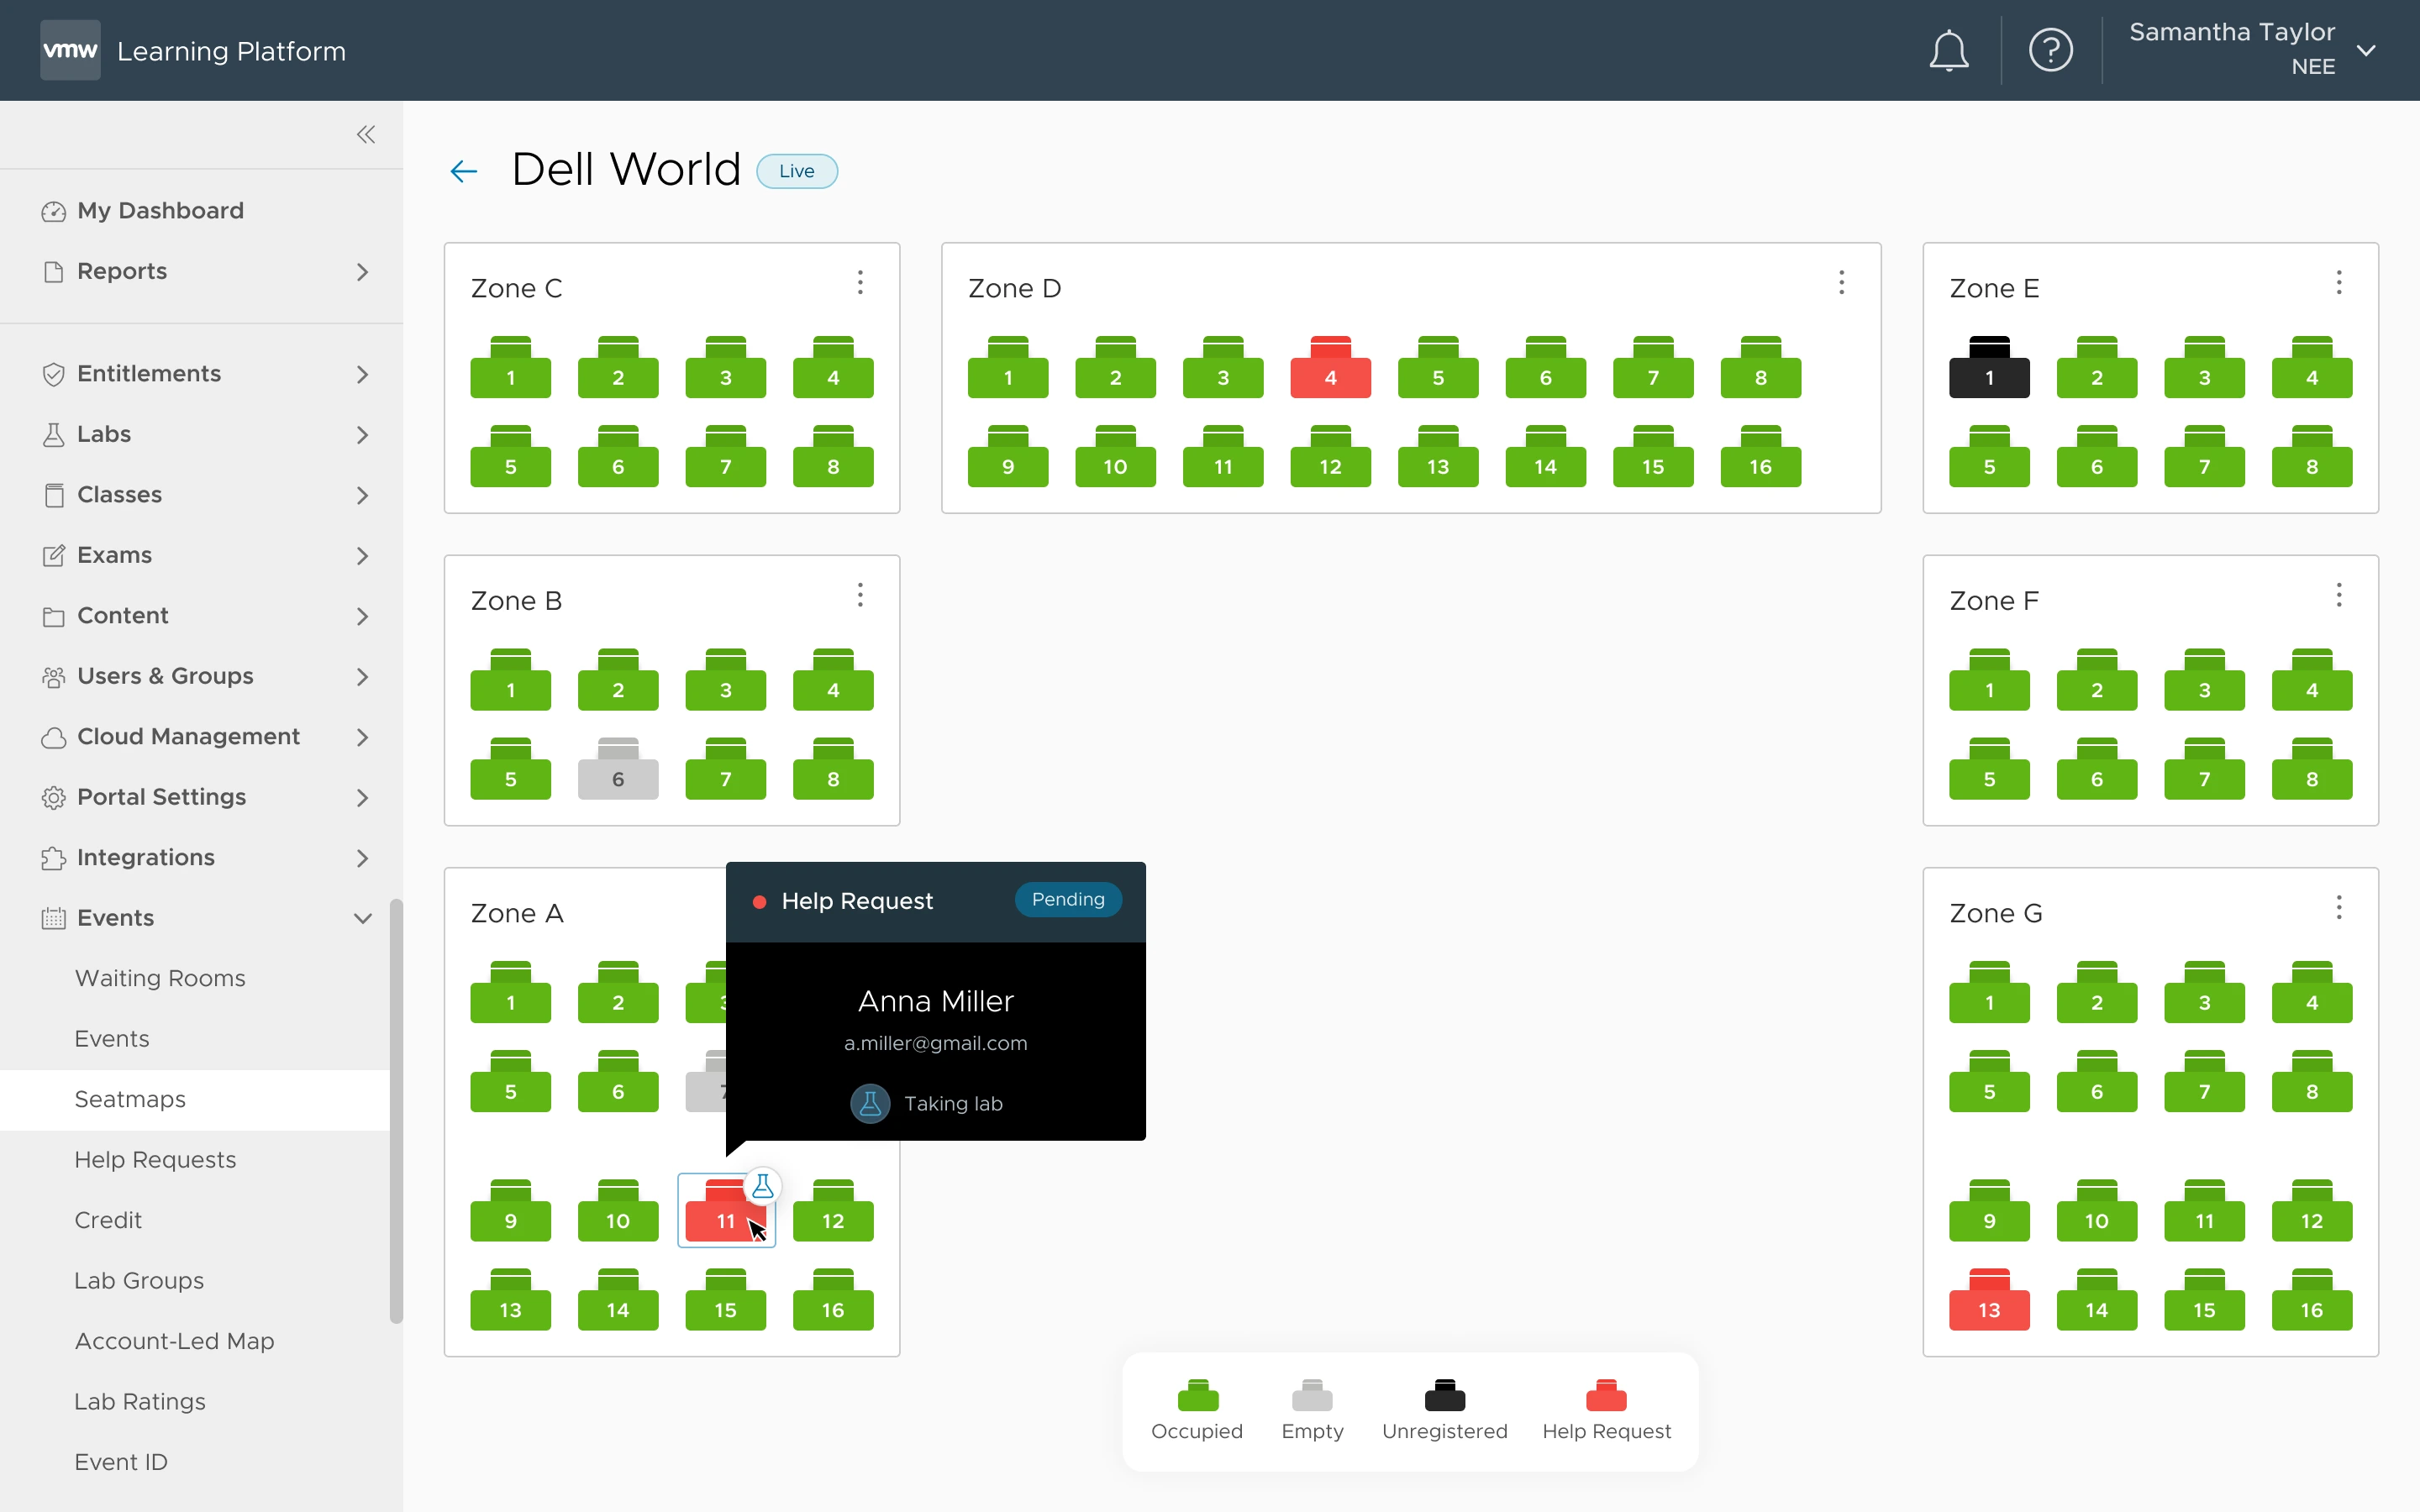 vmw Learning Platform
Samantha Taylor
NEE
My Dashboard
Reports
Entitlements
Labs
Classes
Exams
Content
Users & Groups
Cloud Management
Portal Settings
Integrations
Events
Waiting Rooms
Events
Seatmaps
Help Requests
Credit
Lab Groups
Account-Led Map
Lab Ratings
Event ID
Dell World Live
Zone C
1 2 3 4
5 6 7 8
Zone D
1 2 3 4 5 6 7 8
9 10 11 12 13 14 15 16
Zone E
1 2 3 4
5 6 7 8
Zone B
1 2 3 4
5 6 7 8
Zone F
1 2 3 4
5 6 7 8
Zone A
1 2 3
5 6 7
9 10 11 12
13 14 15 16
Help Request Pending
Anna Miller
a.miller@gmail.com
Taking lab
Zone G
1 2 3 4
5 6 7 8
9 10 11 12
13 14 15 16
Occupied Empty Unregistered Help Request